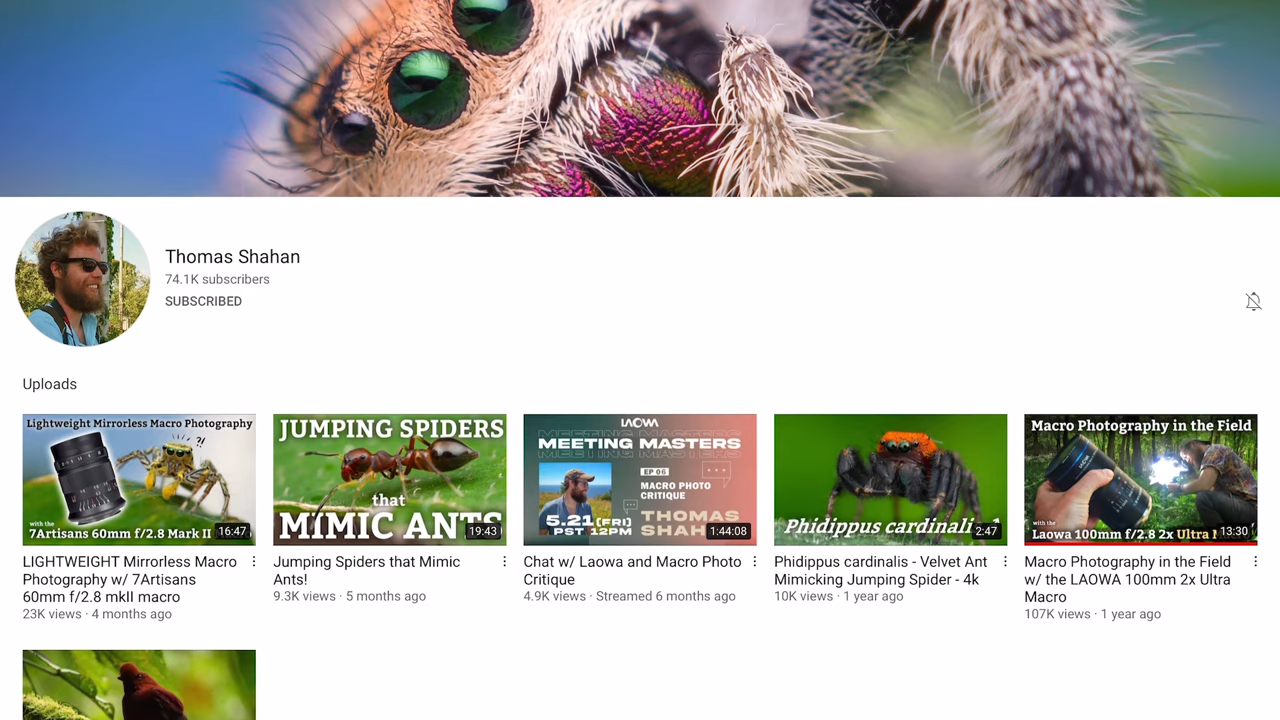 Thomas Shahan
74.1K subscribers
SUBSCRIBED
Uploads
Lightweight Mirrorless Macro Photography
with the
7Artisans 60mm f/2.8 Mark II
16:47
LIGHTWEIGHT Mirrorless Macro
Photography w/ 7Artisans
60mm f/2.8 mkII macro
23K views · 4 months ago
JUMPING SPIDERS
that
MIMIC ANTS
19:43
Jumping Spiders that Mimic
Ants!
9.3K views · 5 months ago
LAOWA
MEETING MASTERS
EP 06
MACRO PHOTO
CRITIQUE
5.21(FRI)
PST 12PM
THOMAS
SHAH
1:44:08
Chat w/ Laowa and Macro Photo
Critique
4.9K views · Streamed 6 months ago
Phidippus cardinali
2:47
Phidippus cardinalis - Velvet Ant
Mimicking Jumping Spider - 4k
10K views · 1 year ago
Macro Photography in the Field
with the
Laowa 100mm f/2.8 2x Ultra M
13:30
Macro Photography in the Field
w/ the LAOWA 100mm 2x Ultra
Macro
107K views · 1 year ago